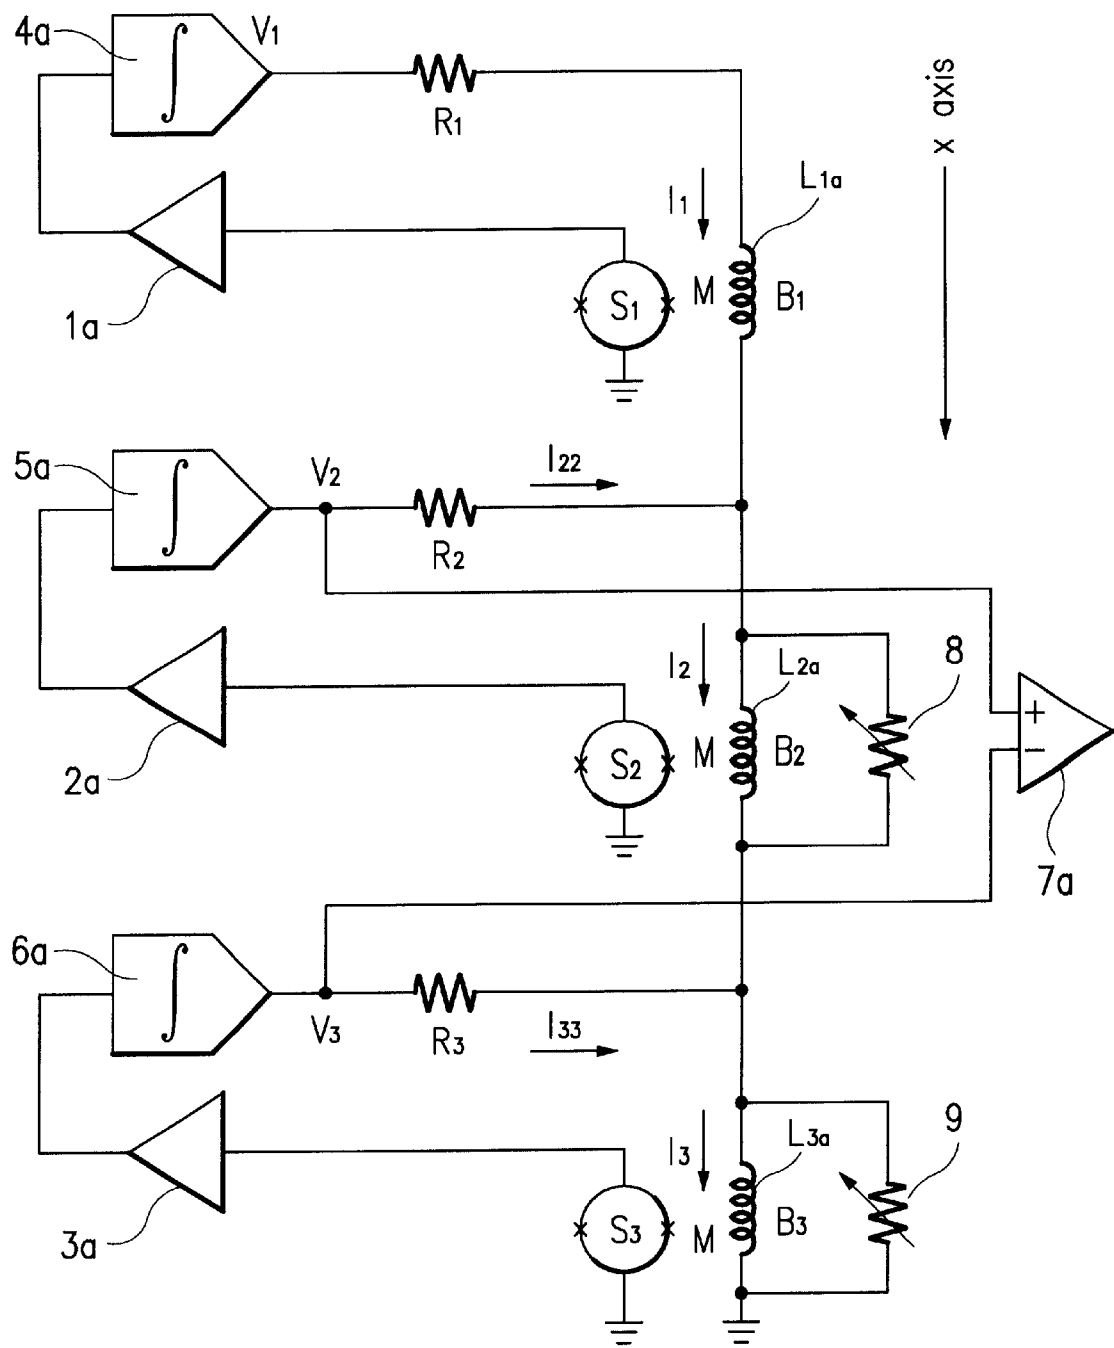 4a
V1
R1
x axis
L1a
I1
1a
S1
M
B1
5a
V2
I22
R2
I2
L2a
8
2a
S2
M
B2
+
−
7a
6a
V3
R3
I33
I3
L3a
9
3a
S3
M
B3